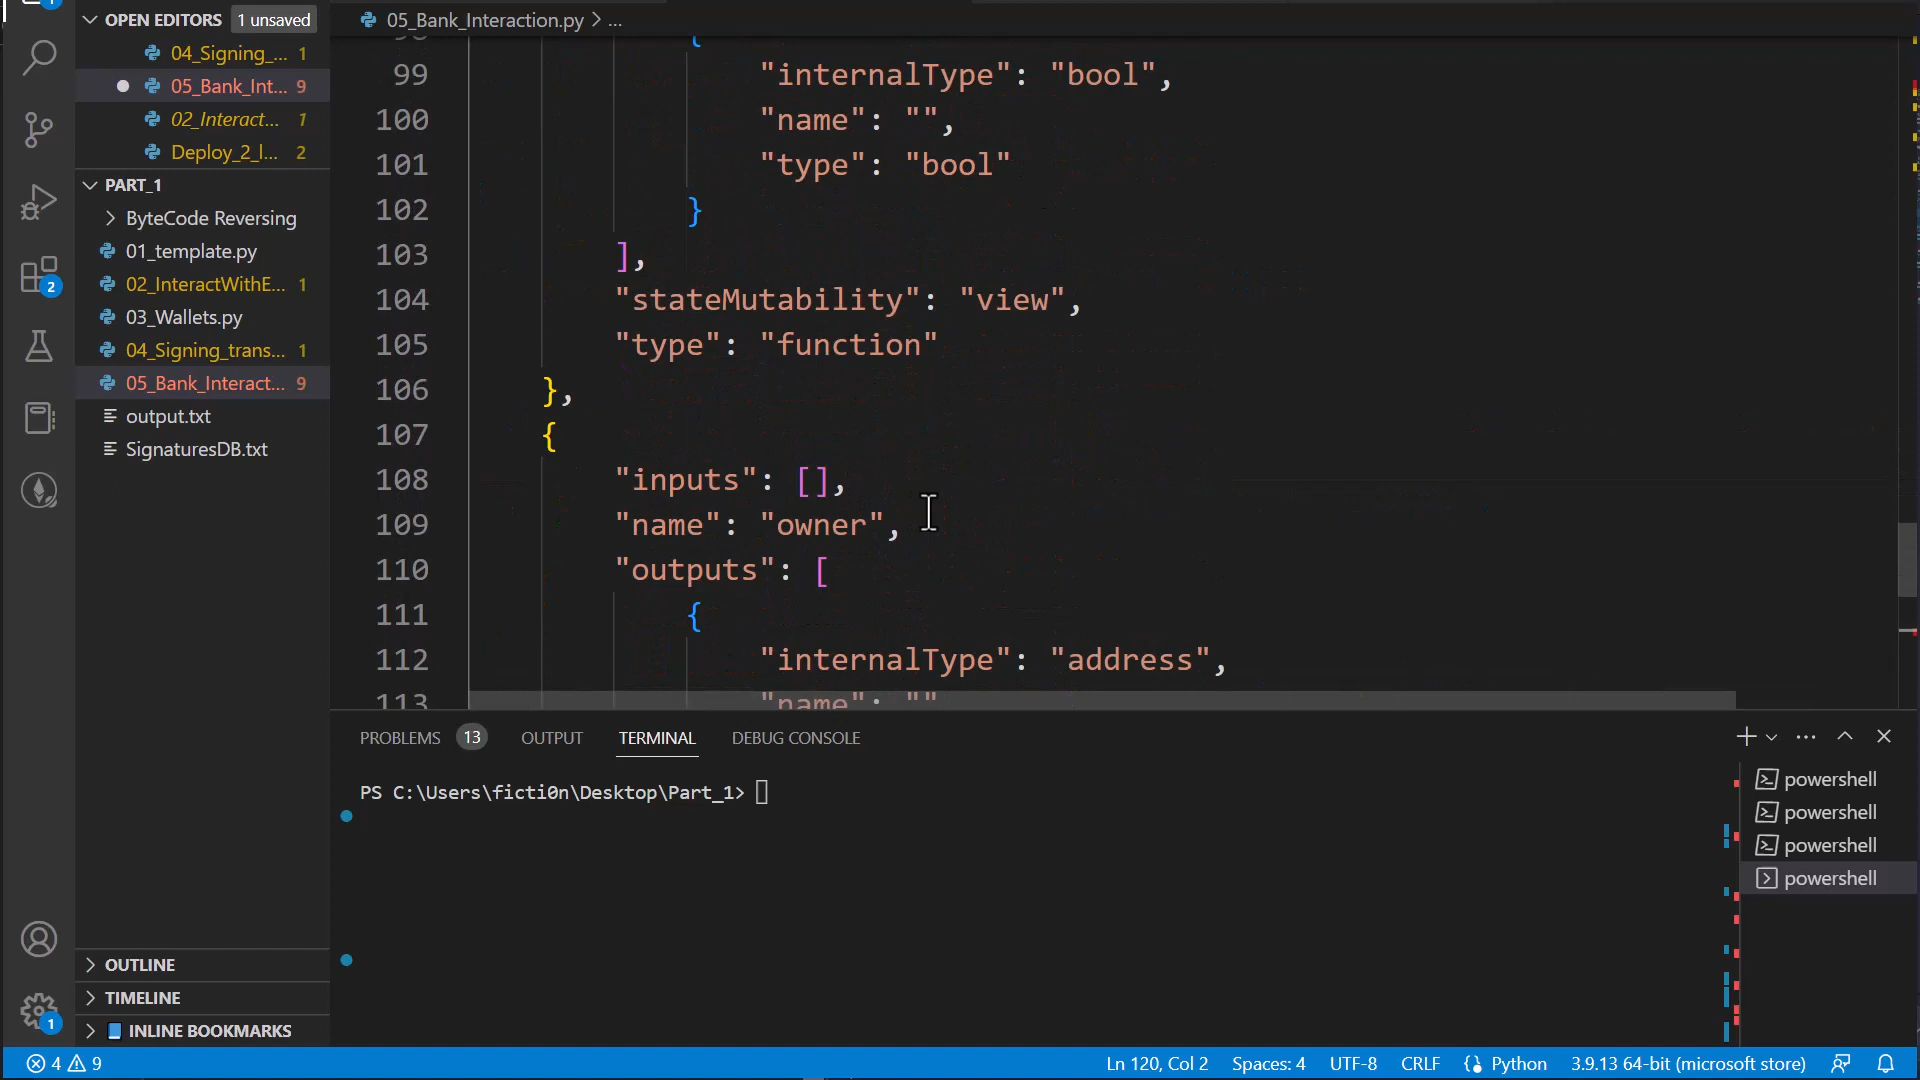 OPEN EDITORS 1 unsaved
04_Signing_... 1
05_Bank_Int... 9
02_Interact... 1
Deploy_2_l... 2
PART_1
ByteCode Reversing
01_template.py
02_InteractWithE... 1
03_Wallets.py
04_Signing_trans... 1
05_Bank_Interact... 9
output.txt
SignaturesDB.txt
OUTLINE
TIMELINE
INLINE BOOKMARKS
2
1
05_Bank_Interaction.py > ...
{
99 "internalType": "bool",
100 "name": "",
101 "type": "bool"
102 }
103 ],
104 "stateMutability": "view",
105 "type": "function"
106 },
107 {
108 "inputs": [],
109 "name": "owner",
110 "outputs": [
111 {
112 "internalType": "address",
113 "name": ""
PROBLEMS 13 OUTPUT TERMINAL DEBUG CONSOLE
PS C:\Users\ficti0n\Desktop\Part_1>
powershell
powershell
powershell
powershell
4 9 Ln 120, Col 2 Spaces: 4 UTF-8 CRLF Python 3.9.13 64-bit (microsoft store)